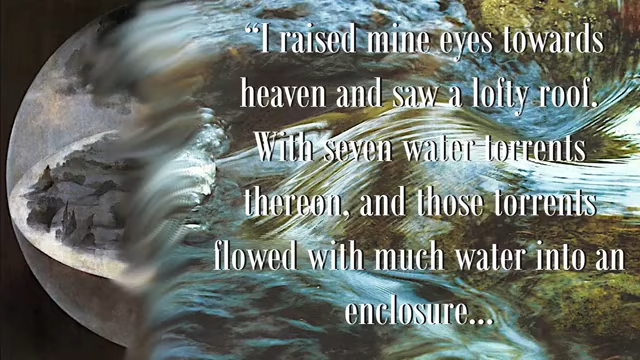 “I raised mine eyes towards
heaven and saw a lofty roof.
With seven water torrents
thereon, and those torrents
flowed with much water into an
enclosure...